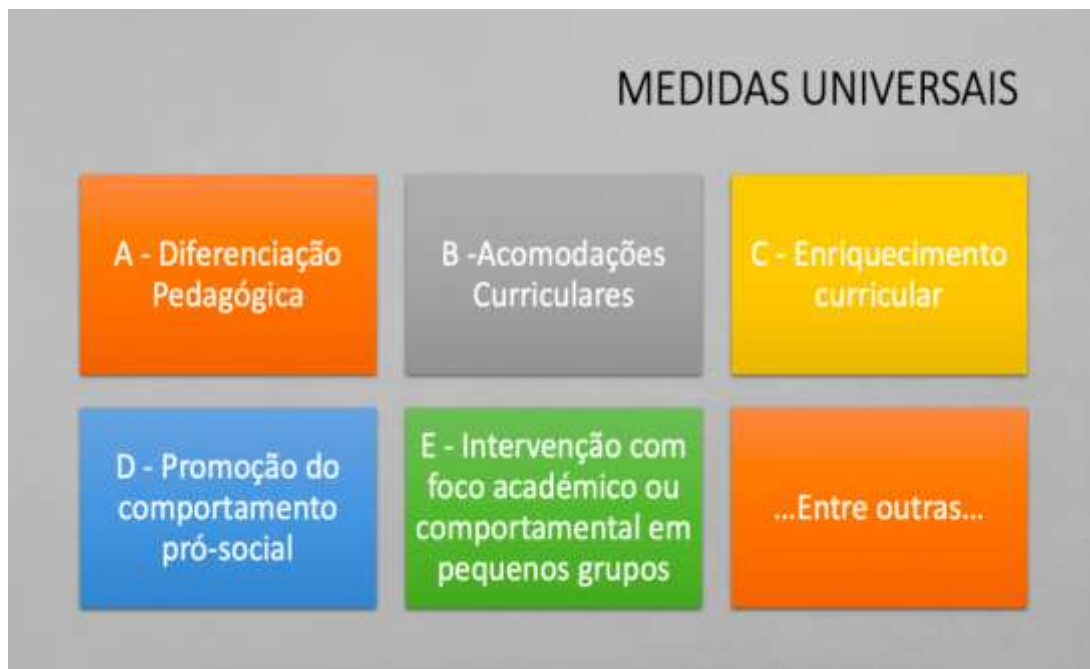 MEDIDAS UNIVERSAIS
A - Diferenciação
Pedagógica
B -Acomodações
Curriculares
C - Enriquecimento
curricular
D - Promoção do
comportamento
pró-social
E - Intervenção com
foco académico ou
comportamental em
pequenos grupos
...Entre outras...